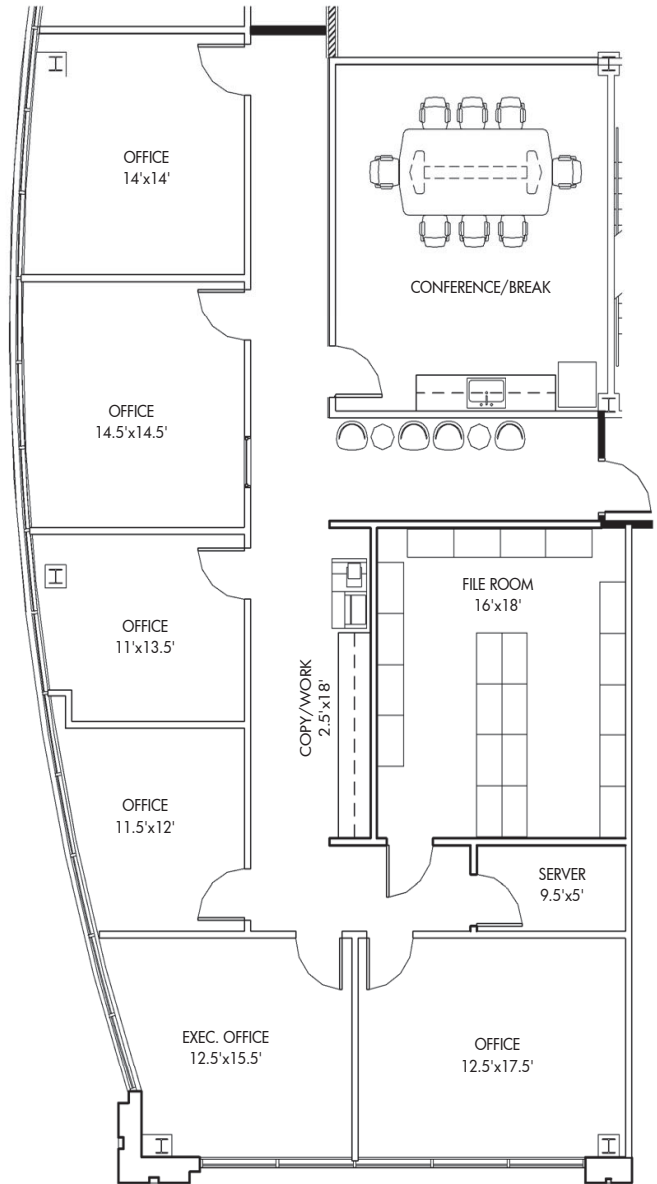 OFFICE
14'x14'
CONFERENCE/BREAK
OFFICE
14.5'x14.5'
FILE ROOM
16'x18'
OFFICE
11'x13.5'
COPY/WORK
2.5'x18'
OFFICE
11.5'x12'
SERVER
9.5'x5'
EXEC. OFFICE
12.5'x15.5'
OFFICE
12.5'x17.5'